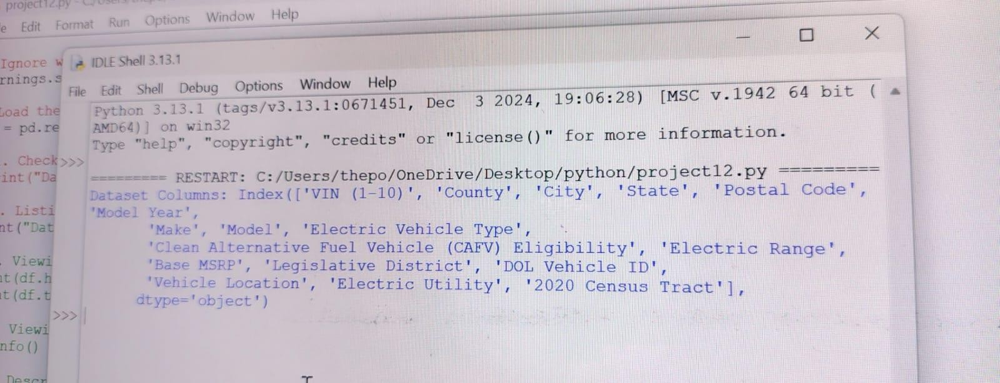 project12.py
Edit Format Run Options Window Help
Ignore
rnings.s
Load the
= pd.re
. Check
int("Da
. Listi
nt("Dat
. Viewi
nt(df.h
nt(df.t
Viewi
nfo()
Descr
IDLE Shell 3.13.1
File Edit Shell Debug Options Window Help
Python 3.13.1 (tags/v3.13.1:0671451, Dec  3 2024, 19:06:28) [MSC v.1942 64 bit (
AMD64)] on win32
Type "help", "copyright", "credits" or "license()" for more information.
>>>
========= RESTART: C:/Users/thepo/OneDrive/Desktop/python/project12.py =========
Dataset Columns: Index(['VIN (1-10)', 'County', 'City', 'State', 'Postal Code',
'Model Year',
'Make', 'Model', 'Electric Vehicle Type',
'Clean Alternative Fuel Vehicle (CAFV) Eligibility', 'Electric Range',
'Base MSRP', 'Legislative District', 'DOL Vehicle ID',
'Vehicle Location', 'Electric Utility', '2020 Census Tract'],
dtype='object')
>>>